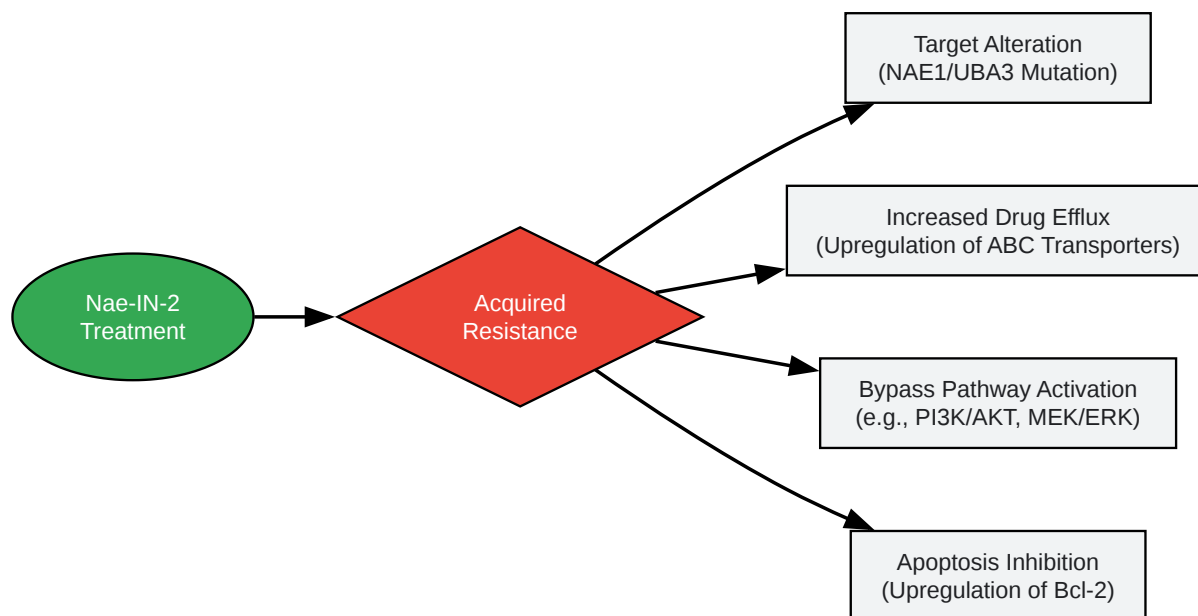 Nae-IN-2
Treatment
Acquired
Resistance
Target Alteration
(NAE1/UBA3 Mutation)
Increased Drug Efflux
(Upregulation of ABC Transporters)
Bypass Pathway Activation
(e.g., PI3K/AKT, MEK/ERK)
Apoptosis Inhibition
(Upregulation of Bcl-2)